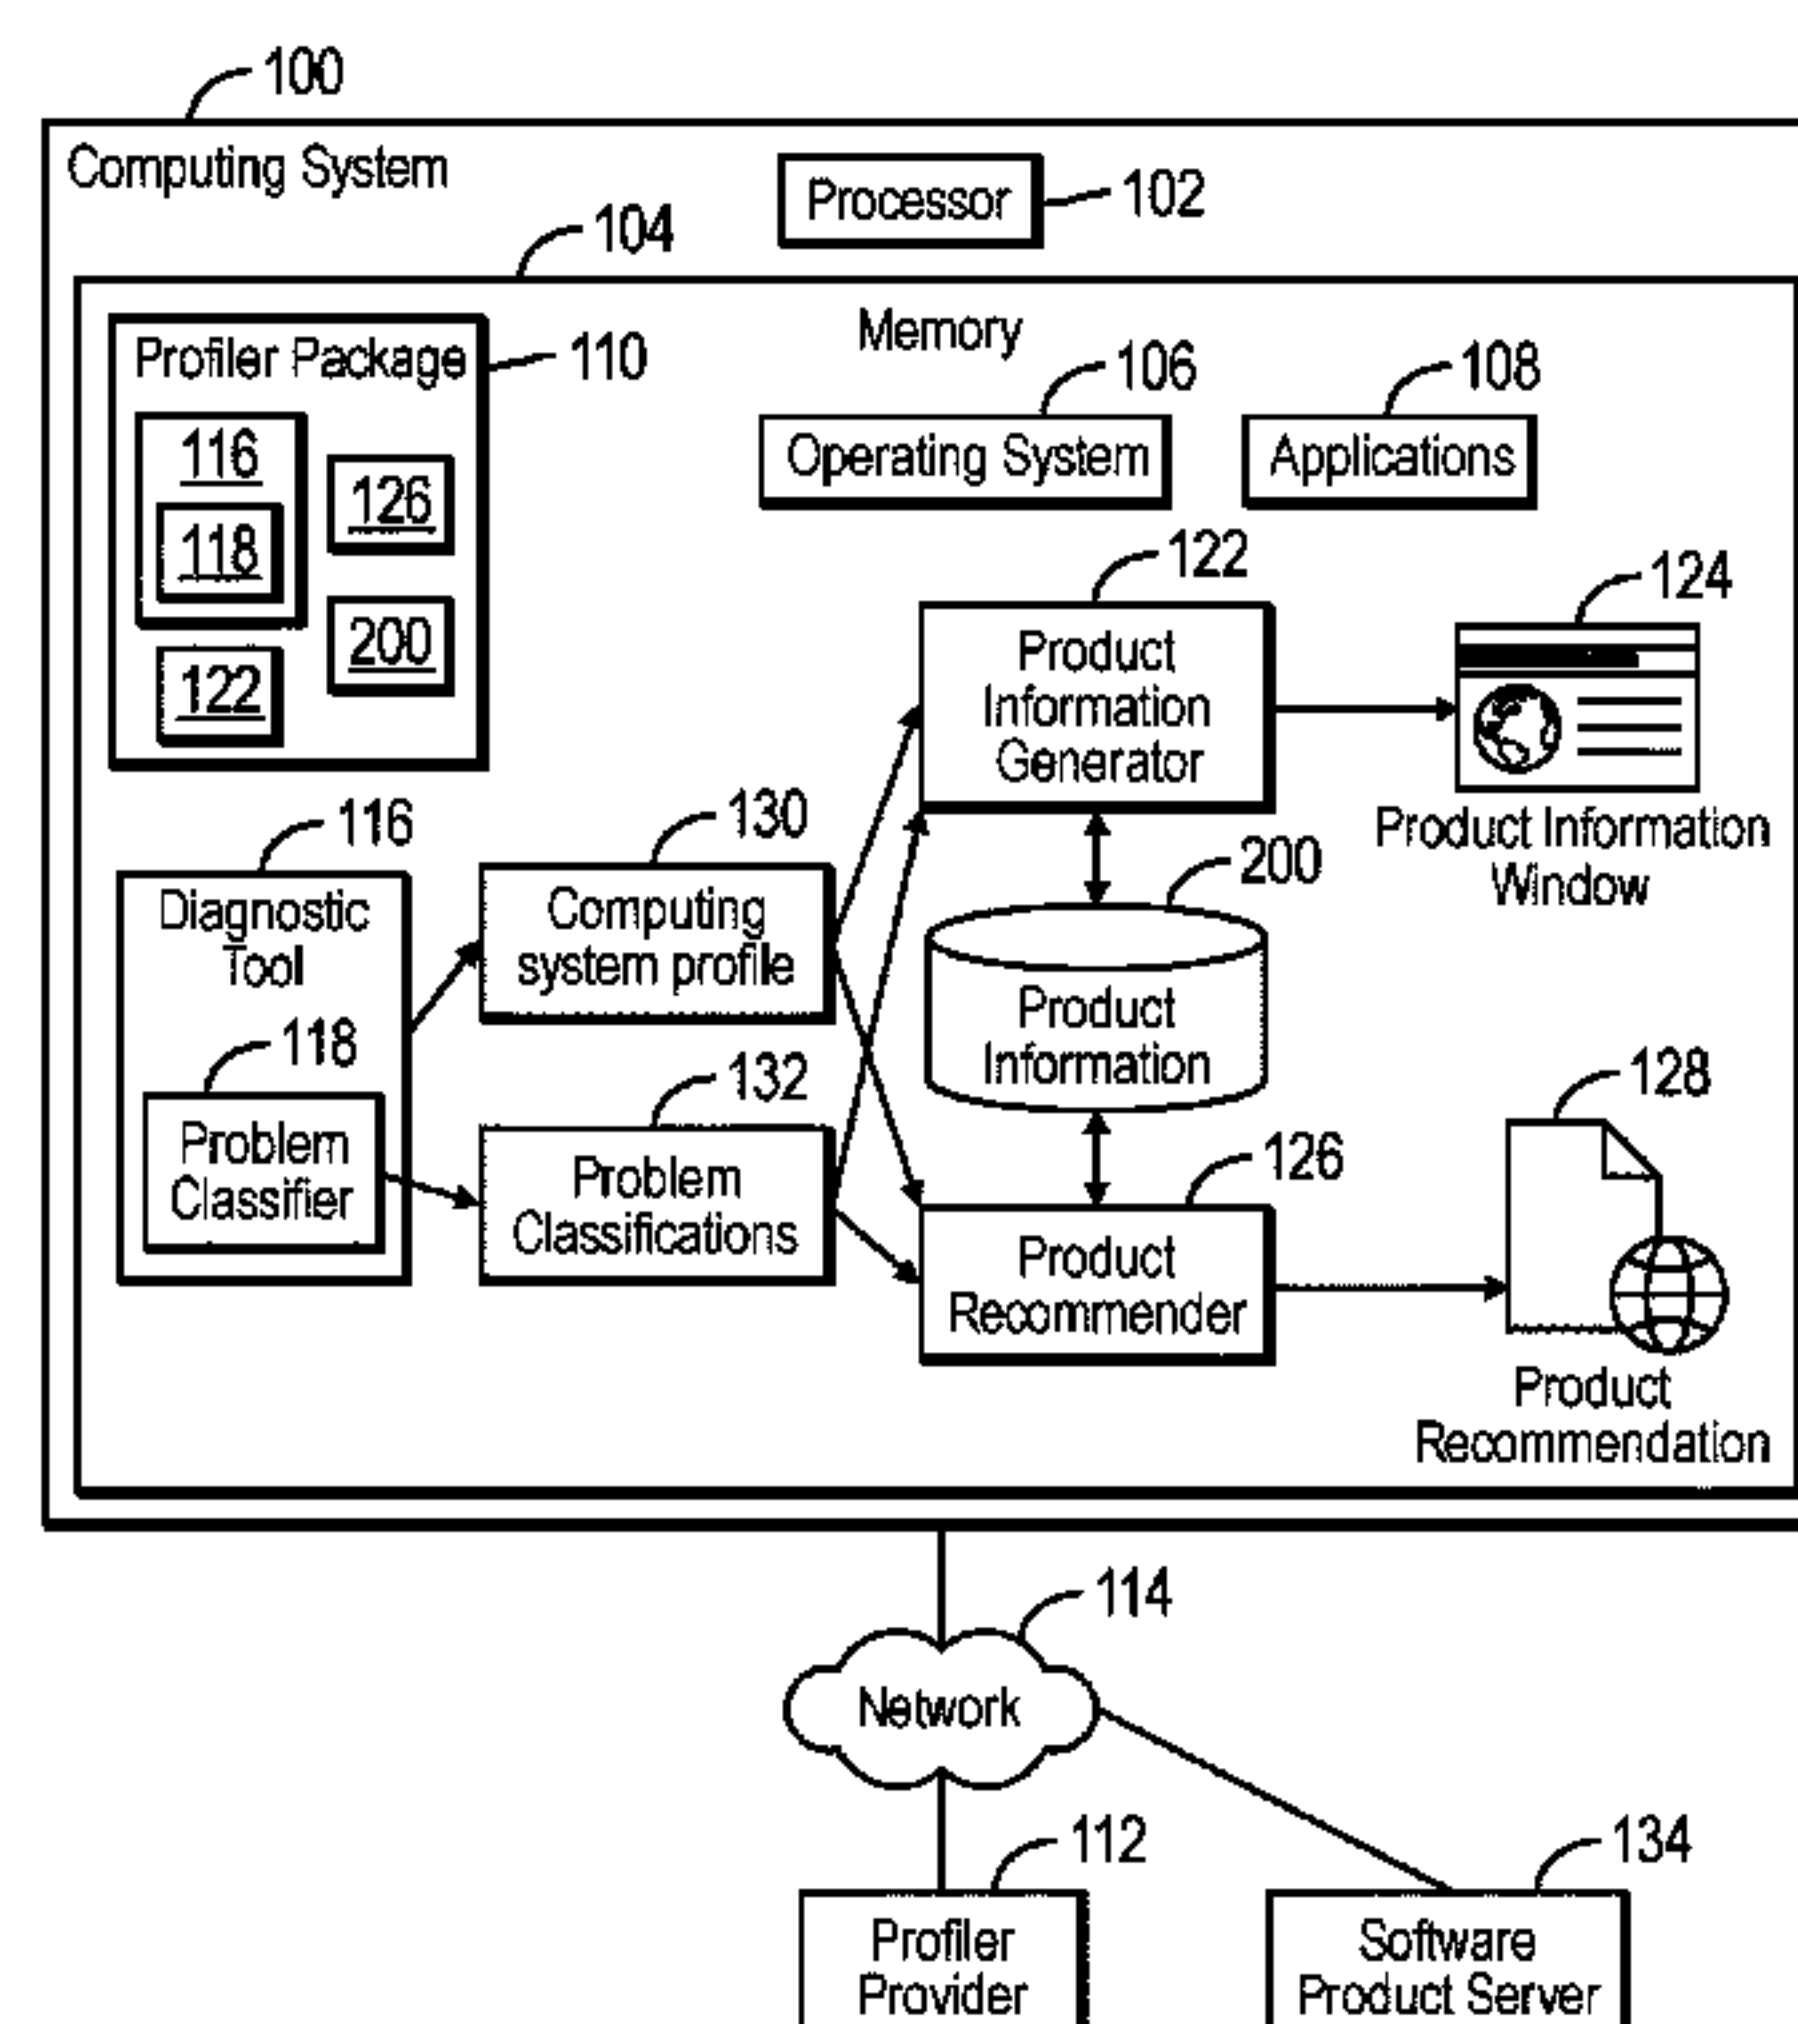 100
Computing System
Processor
102
104
Memory
Profiler Package
110
106
108
116
118
126
200
122
Operating System
Applications
122
124
Product
Information
Generator
Product Information
Window
116
130
200
Diagnostic
Tool
Computing
system profile
Product
Information
118
132
128
Problem
Classifier
Problem
Classifications
126
Product
Recommender
Product
Recommendation
114
Network
112
134
Profiler
Provider
Software
Product Server